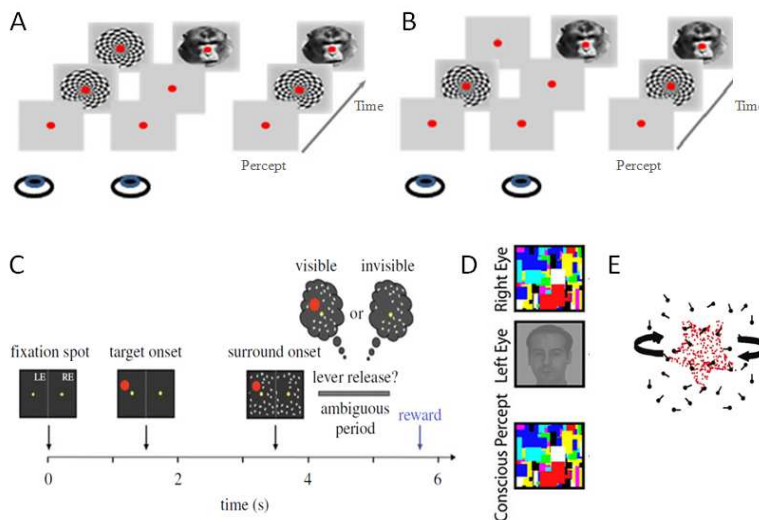 A
Time
Percept
B
Time
Percept
C
visible
invisible
or
fixation spot
target onset
surround onset
LE
RE
lever release?
ambiguous
period
reward
0
2
4
6
time (s)
D
Right Eye
Left Eye
Conscious Percept
E